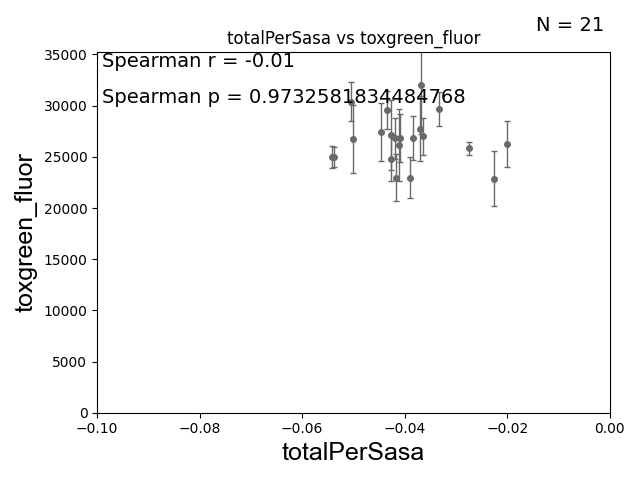 N = 21
totalPerSasa vs toxgreen_fluor
Spearman r = -0.01
Spearman p = 0.9732581834484768
toxgreen_fluor
35000
30000
25000
20000
15000
10000
5000
0
−0.10
−0.08
−0.06
−0.04
−0.02
0.00
totalPerSasa